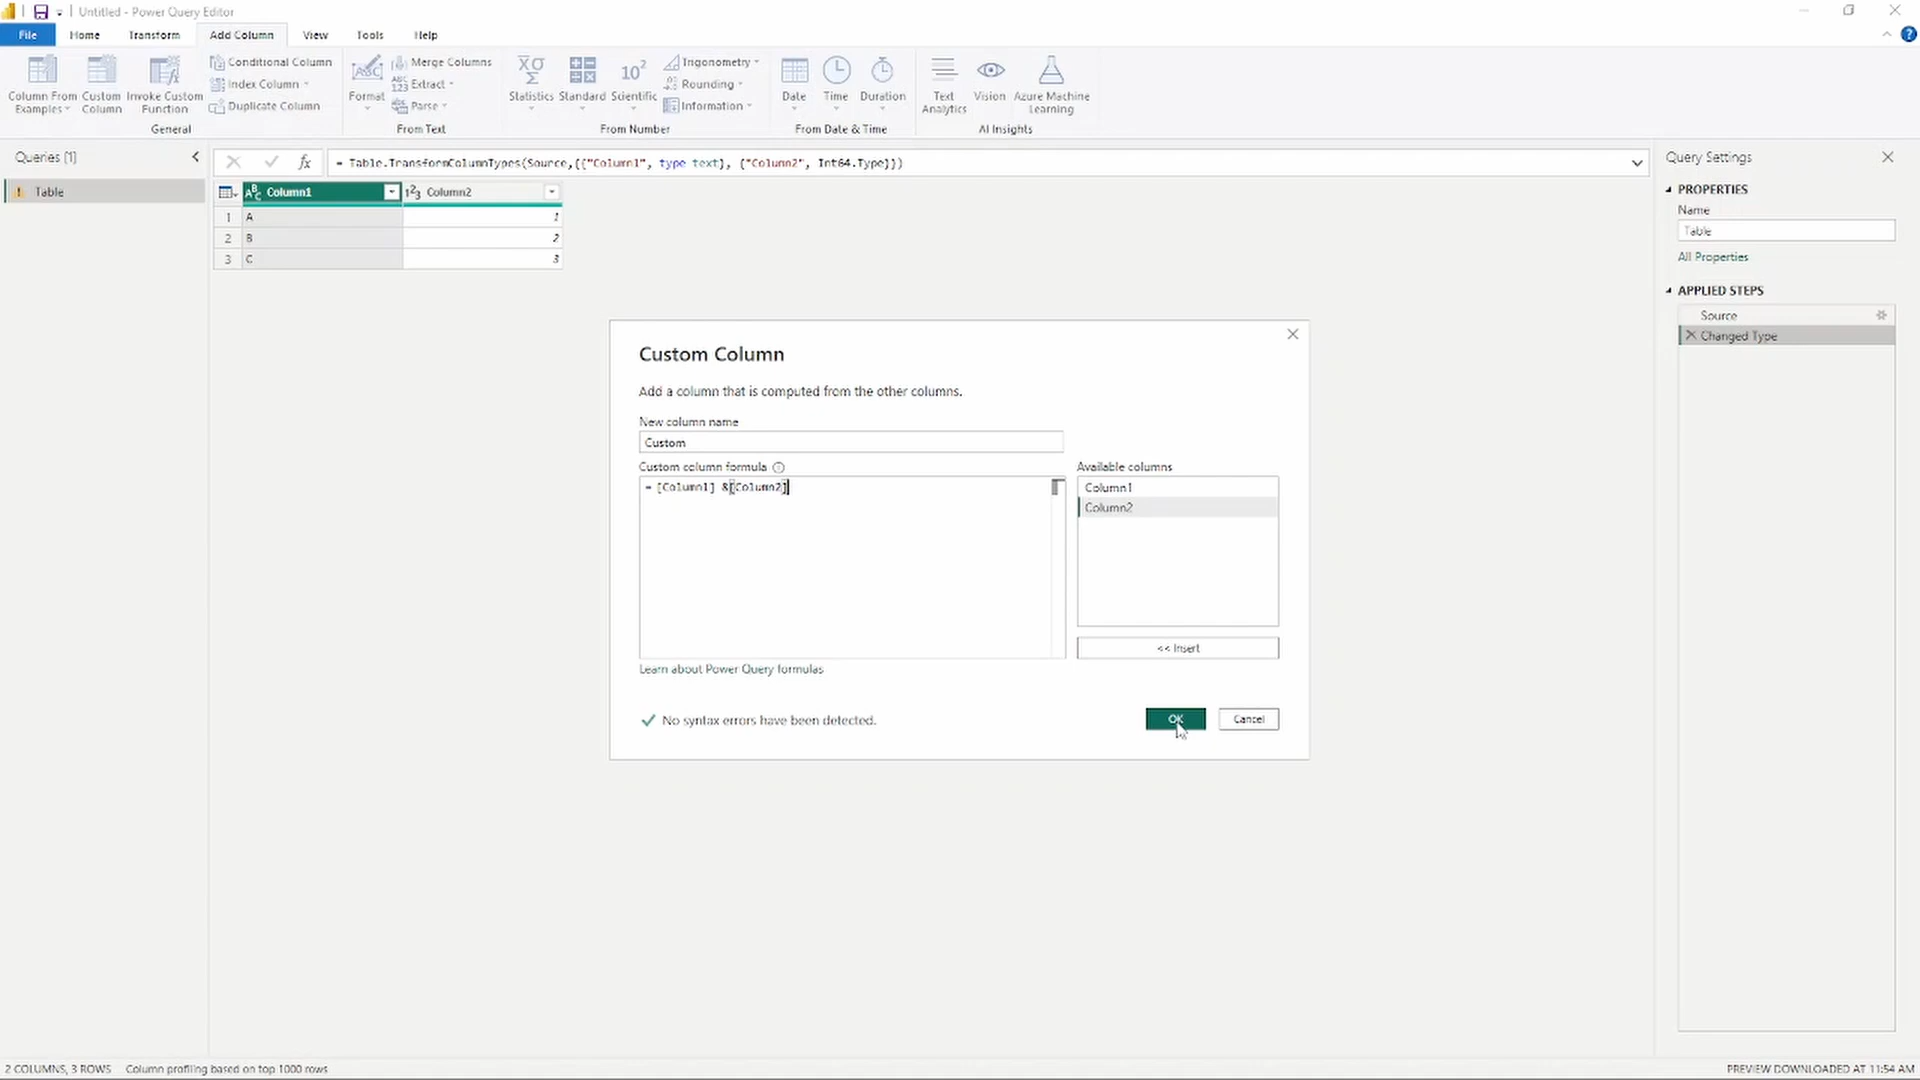 Untitled - Power Query Editor
File Home Transform Add Column View Tools Help
Column From Examples
Custom Column
Invoke Custom Function
Conditional Column
Index Column
Duplicate Column
General
Format
Merge Columns
Extract
Parse
From Text
Statistics
Standard
Scientific
Trigonometry
Rounding
Information
From Number
Date
Time
Duration
From Date & Time
Text Analytics
Vision
Azure Machine Learning
AI Insights
Queries [1]
Table
= Table.TransformColumnTypes(Source,{{"Column1", type text}, {"Column2", Int64.Type}})
Column1 Column2
1 A 1
2 B 2
3 C 3
Custom Column
Add a column that is computed from the other columns.
New column name
Custom
Custom column formula
= [Column1] &[Column2]
Available columns
Column1
Column2
<< Insert
Learn about Power Query formulas
No syntax errors have been detected.
OK
Cancel
Query Settings
PROPERTIES
Name
Table
All Properties
APPLIED STEPS
Source
Changed Type
2 COLUMNS, 3 ROWS Column profiling based on top 1000 rows
PREVIEW DOWNLOADED AT 11:54 AM